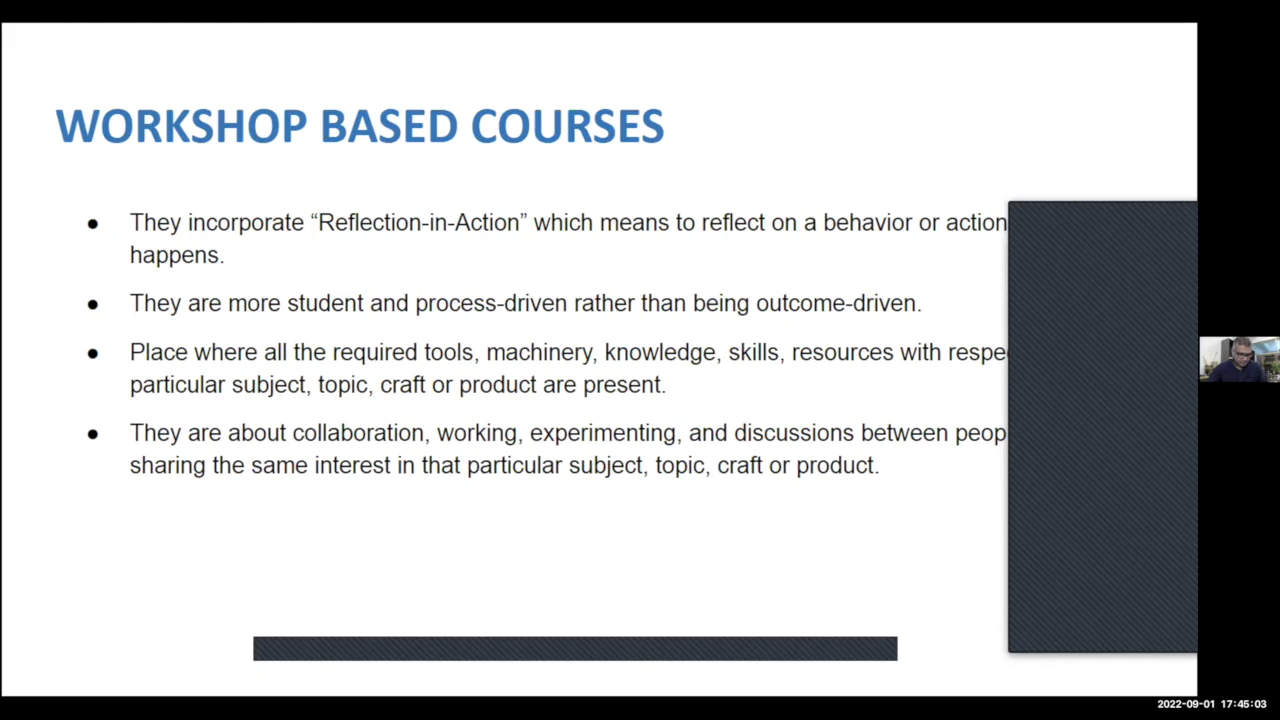 WORKSHOP BASED COURSES
● They incorporate “Reflection-in-Action” which means to reflect on a behavior or action
happens.
● They are more student and process-driven rather than being outcome-driven.
● Place where all the required tools, machinery, knowledge, skills, resources with
particular subject, topic, craft or product are present.
● They are about collaboration, working, experimenting, and discussions between
sharing the same interest in that particular subject, topic, craft or product.
2022-09-01 17:45:03